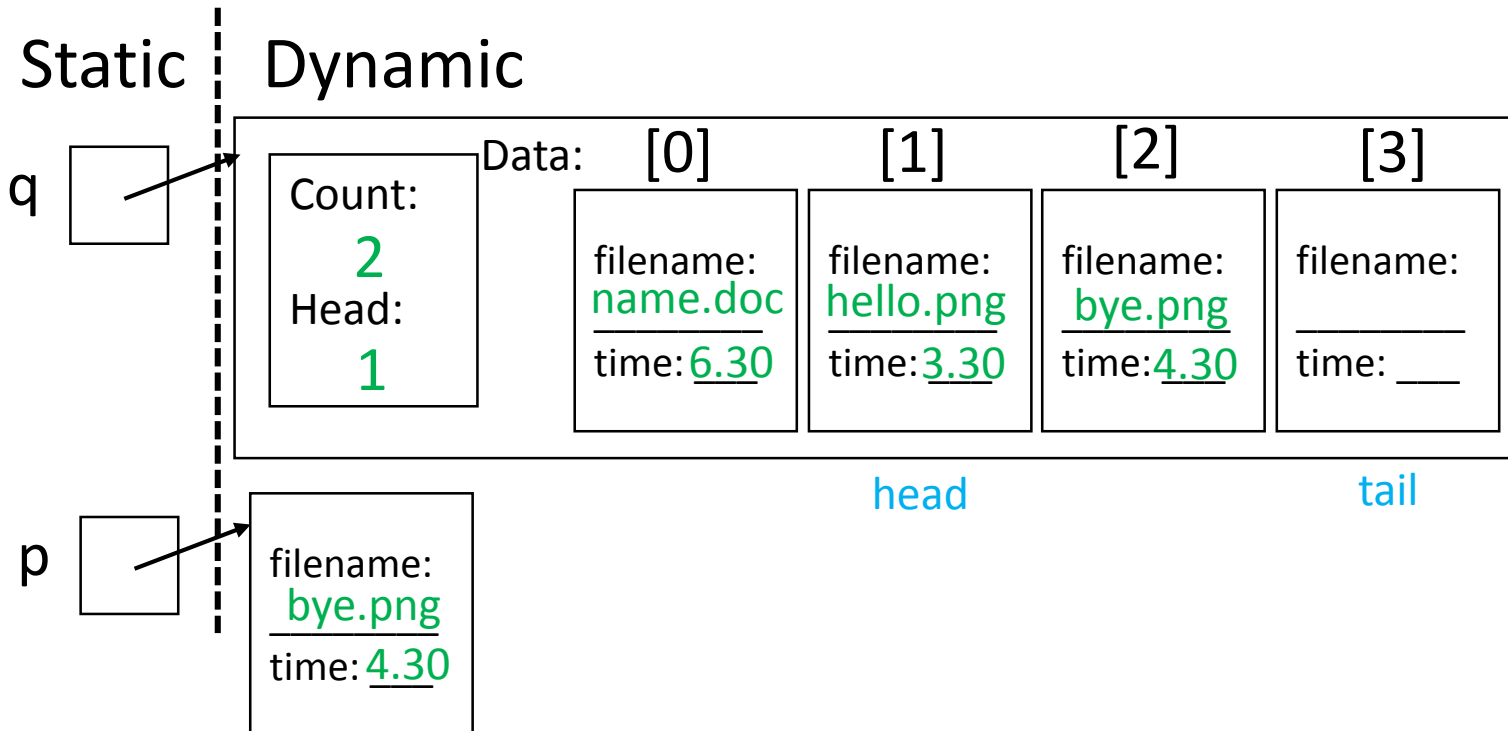 Static Dynamic
q
Count:
2
Head:
1
Data: [0] [1] [2] [3]
filename:
name.doc
time: 6.30
filename:
hello.png
time: 3.30
filename:
bye.png
time: 4.30
filename:
________
time: ___
head tail
p
filename:
bye.png
time: 4.30